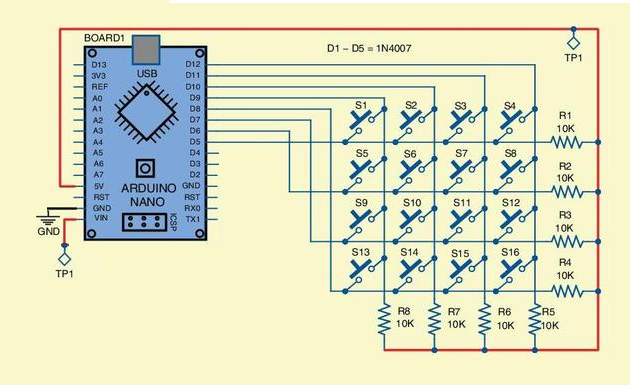 BOARD1
D1 – D5 = 1N4007
TP1
USB
D13
3V3
REF
A0
A1
A2
A3
A4
A5
A6
A7
5V
RST
GND
VIN
D12
D11
D10
D9
D8
D7
D6
D5
D4
D3
D2
GND
RST
RX0
TX1
ARDUINO
NANO
ICSP
GND
TP1
S1 S2 S3 S4
S5 S6 S7 S8
S9 S10 S11 S12
S13 S14 S15 S16
R1
10K
R2
10K
R3
10K
R4
10K
R8
10K
R7
10K
R6
10K
R5
10K